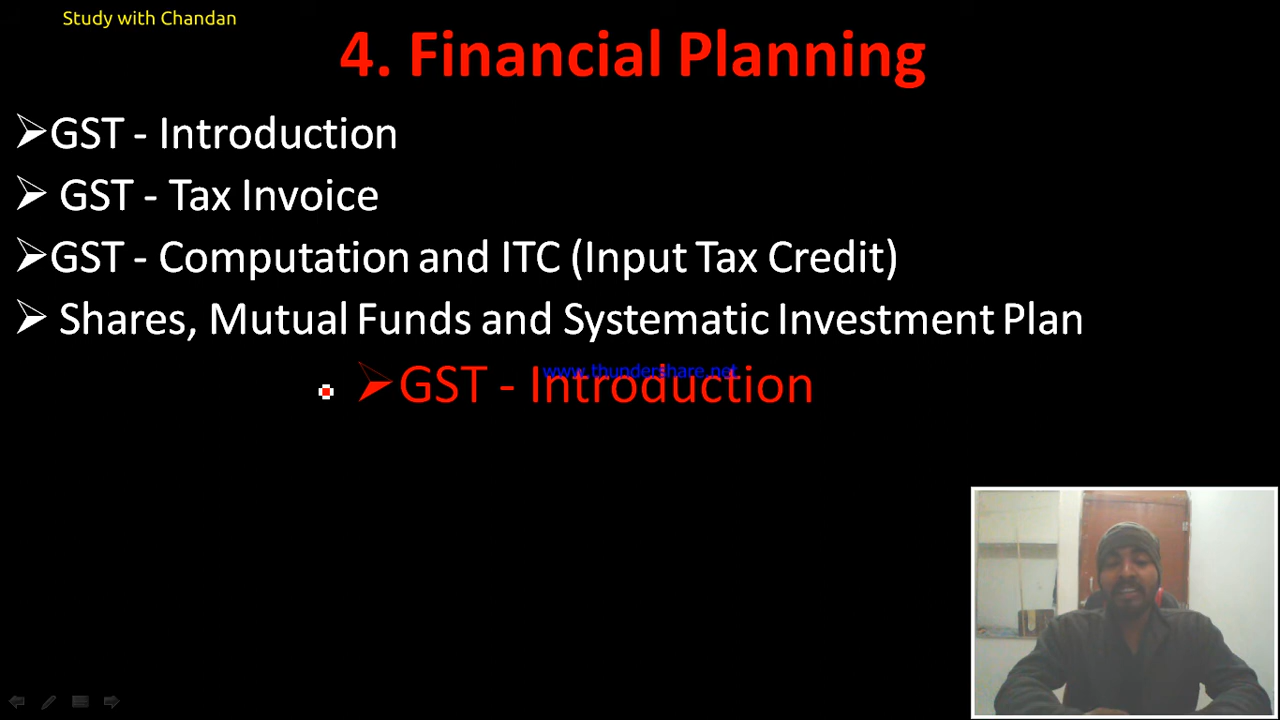 Study with Chandan
4. Financial Planning
➢GST - Introduction
➢ GST - Tax Invoice
➢GST - Computation and ITC (Input Tax Credit)
➢ Shares, Mutual Funds and Systematic Investment Plan
➢GST - Introduction
www.thundershare.net